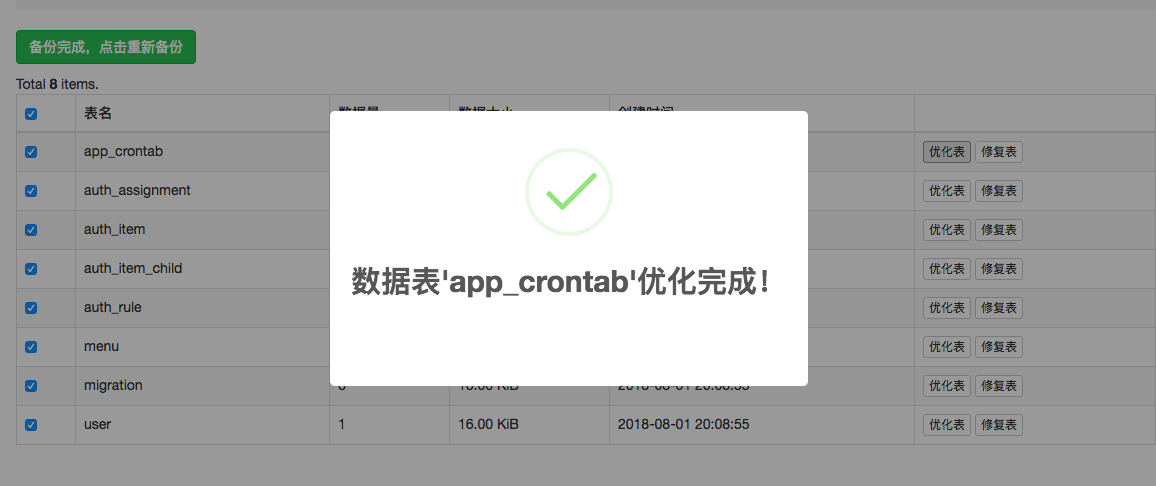 备份完成，点击重新备份
Total 8 items.
表名 数据量 数据大小 创建时间
app_crontab 优化表 修复表
auth_assignment 优化表 修复表
auth_item 优化表 修复表
auth_item_child 优化表 修复表
auth_rule 优化表 修复表
menu 优化表 修复表
migration 16.00 KiB 2018-08-01 20:08:55 优化表 修复表
user 1 16.00 KiB 2018-08-01 20:08:55 优化表 修复表
数据表'app_crontab'优化完成！